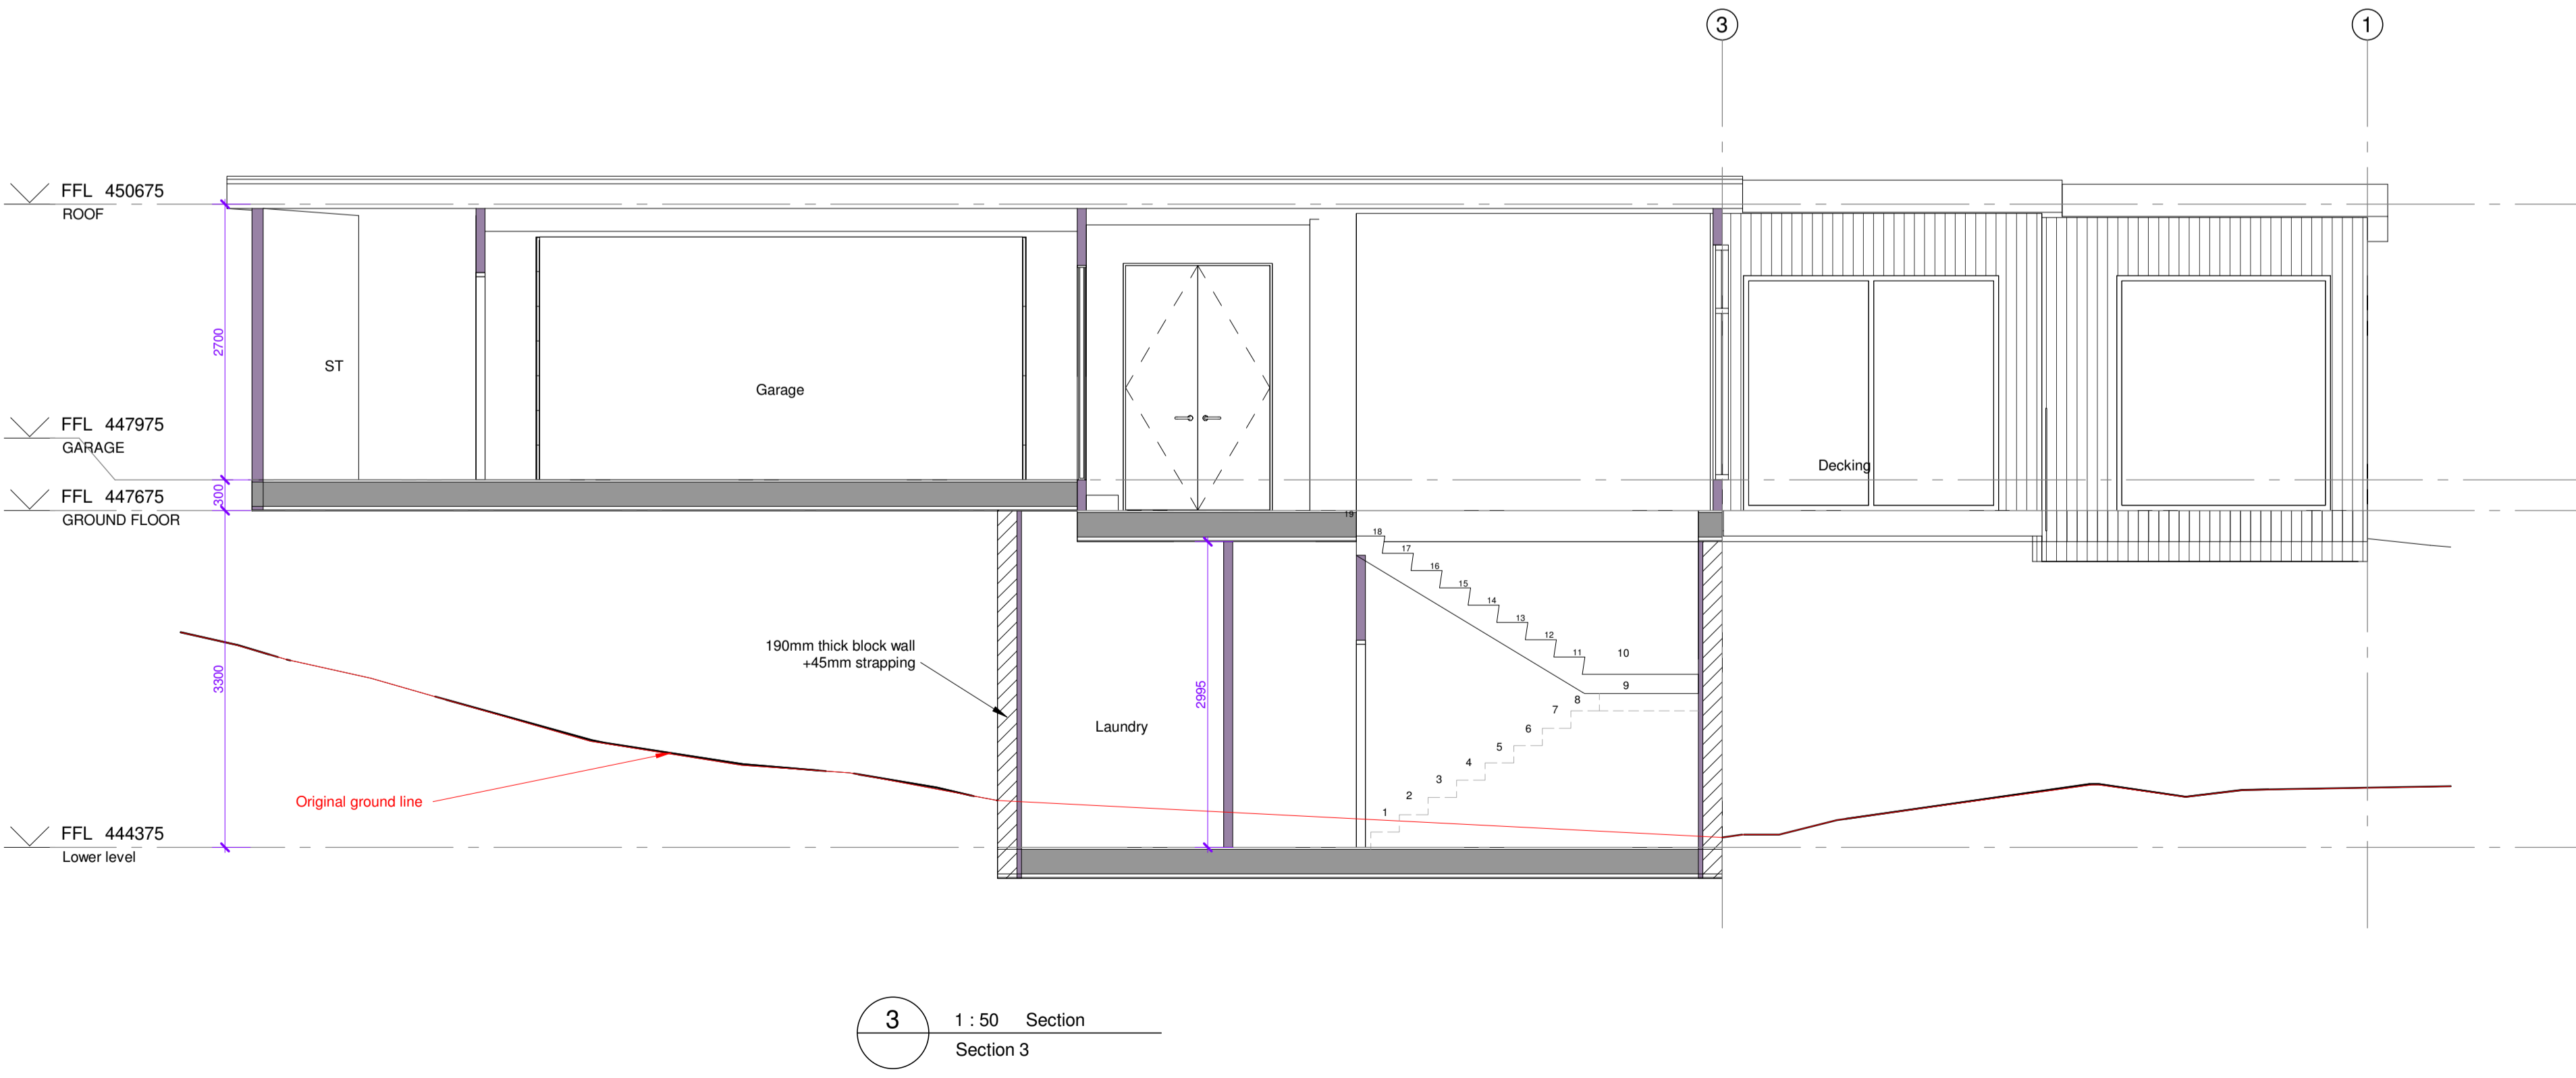 3
1
FFL 450675
ROOF
2700
ST
Garage
FFL 447975
GARAGE
Decking
300
FFL 447675
GROUND FLOOR
19
18
17
16
15
14
13
12
11
10
9
8
7
6
5
4
3
2
1
190mm thick block wall
+45mm strapping
3300
2995
Laundry
Original ground line
FFL 444375
Lower level
3
1 : 50 Section
Section 3